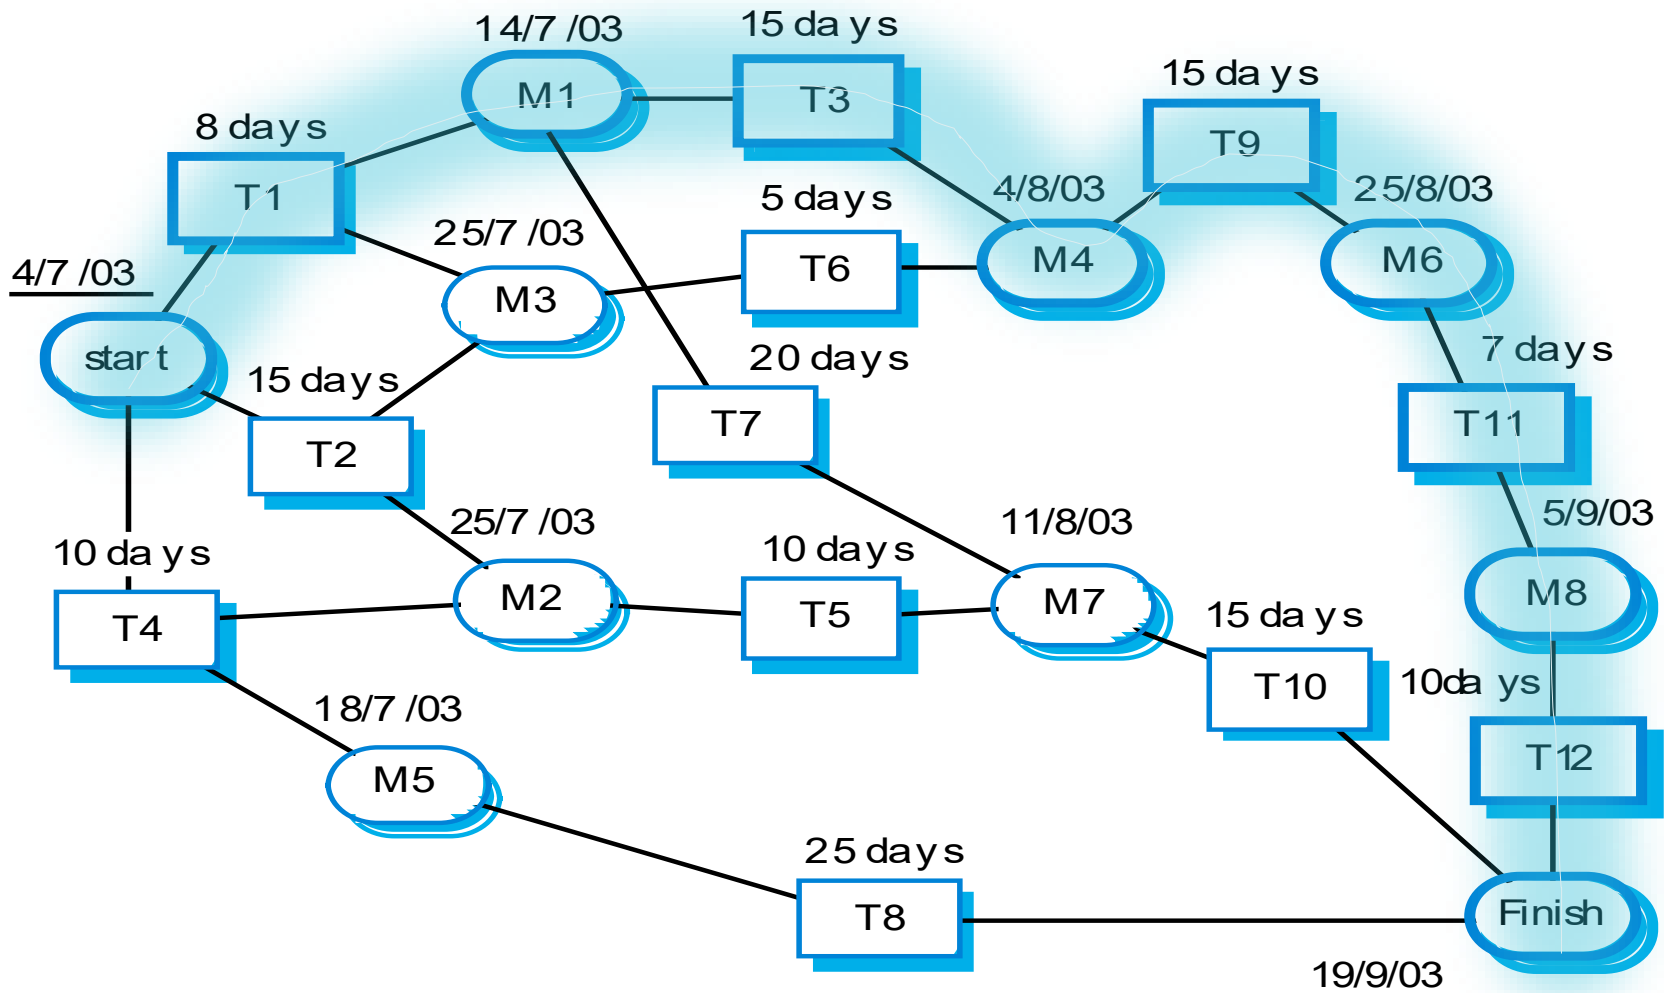 14/7/03
15 days
M1
15 days
T3
8 days
T9
T1
4/8/03
25/8/03
5 days
25/7/03
4/7/03
M4
M6
T6
M3
start
7 days
20 days
15 days
T7
T11
T2
5/9/03
25/7/03
11/8/03
10 days
10 days
M8
M2
M7
T5
15 days
T4
T10
10days
18/7/03
T12
M5
25 days
T8
Finish
19/9/03